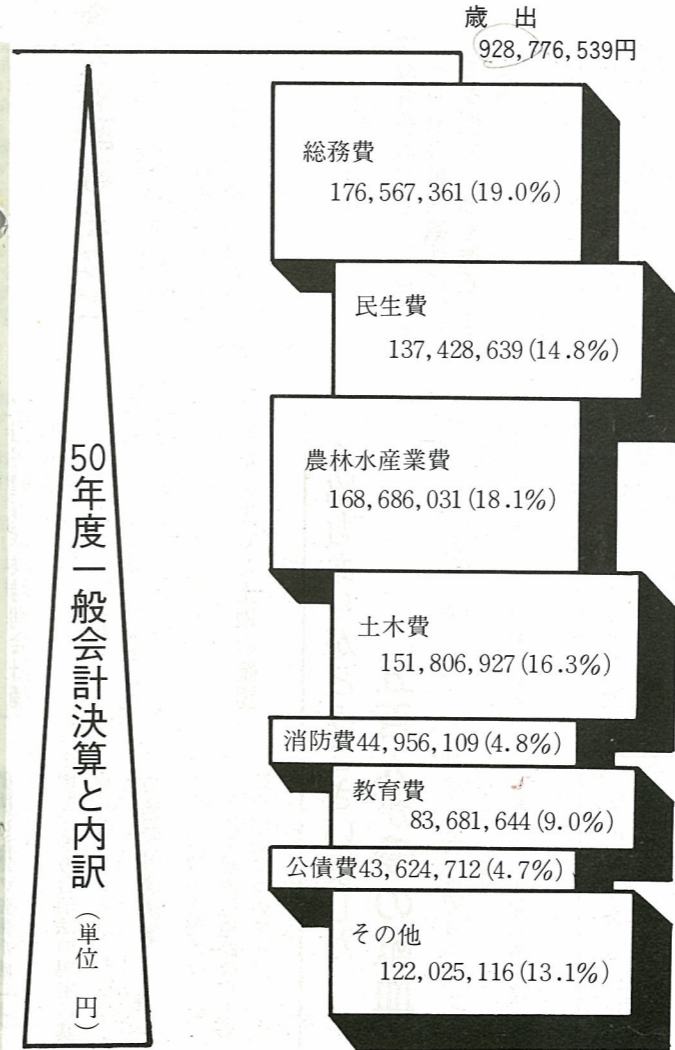 歳　出
928,776,539円
総務費
176,567,361(19.0%)
民生費
137,428,639(14.8%)
農林水産業費
168,686,031(18.1%)
土木費
151,806,927(16.3%)
消防費44,956,109(4.8%)
教育費
83,681,644(9.0%)
公債費43,624,712(4.7%)
その他
122,025,116(13.1%)
50年度一般会計決算と内訳（単位　円）